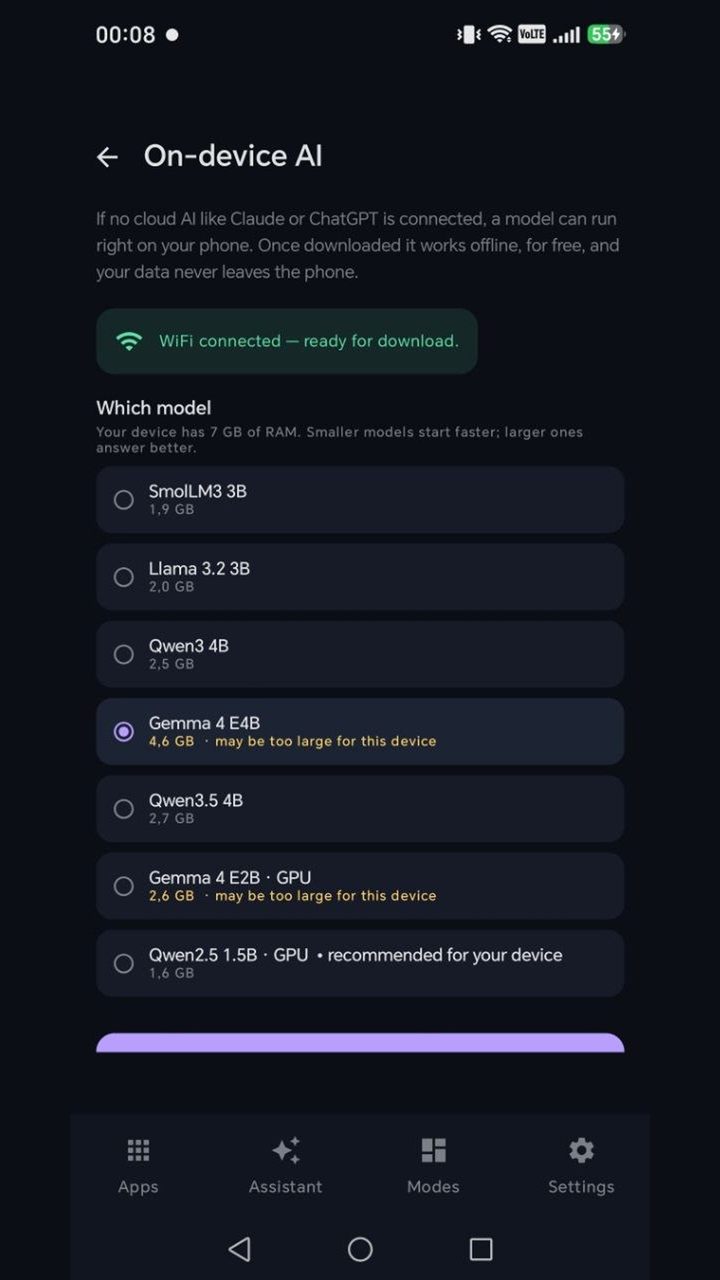 00:08
VoLTE
55
On-device AI
If no cloud AI like Claude or ChatGPT is connected, a model can run
right on your phone. Once downloaded it works offline, for free, and
your data never leaves the phone.
WiFi connected — ready for download.
Which model
Your device has 7 GB of RAM. Smaller models start faster; larger ones
answer better.
SmolLM3 3B
1,9 GB
Llama 3.2 3B
2,0 GB
Qwen3 4B
2,5 GB
Gemma 4 E4B
4,6 GB · may be too large for this device
Qwen3.5 4B
2,7 GB
Gemma 4 E2B · GPU
2,6 GB · may be too large for this device
Qwen2.5 1.5B · GPU • recommended for your device
1,6 GB
Apps
Assistant
Modes
Settings